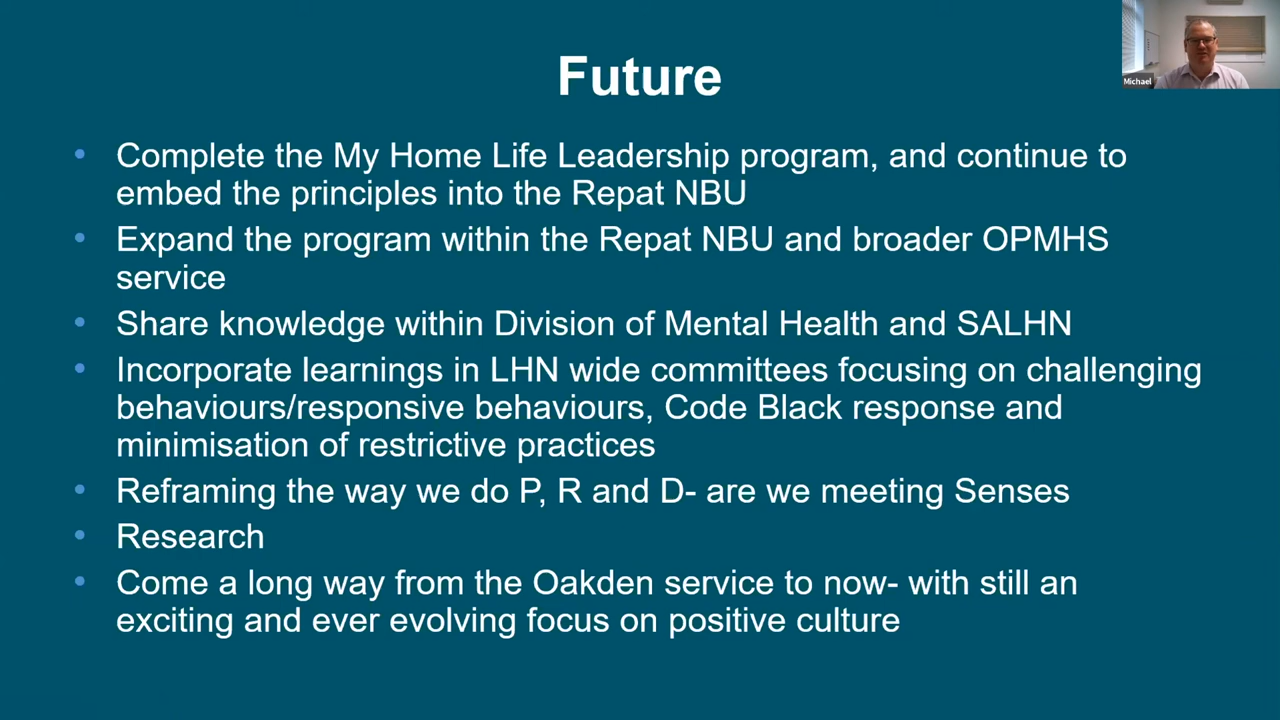 Future
Michael
Complete the My Home Life Leadership program, and continue to
embed the principles into the Repat NBU
Expand the program within the Repat NBU and broader OPMHS
service
Share knowledge within Division of Mental Health and SALHN
Incorporate learnings in LHN wide committees focusing on challenging
behaviours/responsive behaviours, Code Black response and
minimisation of restrictive practices
Reframing the way we do P, R and D- are we meeting Senses
Research
Come a long way from the Oakden service to now- with still an
exciting and ever evolving focus on positive culture